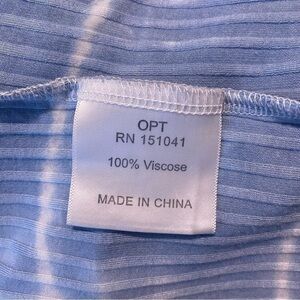 OPT
RN 151041
100% Viscose
MADE IN CHINA